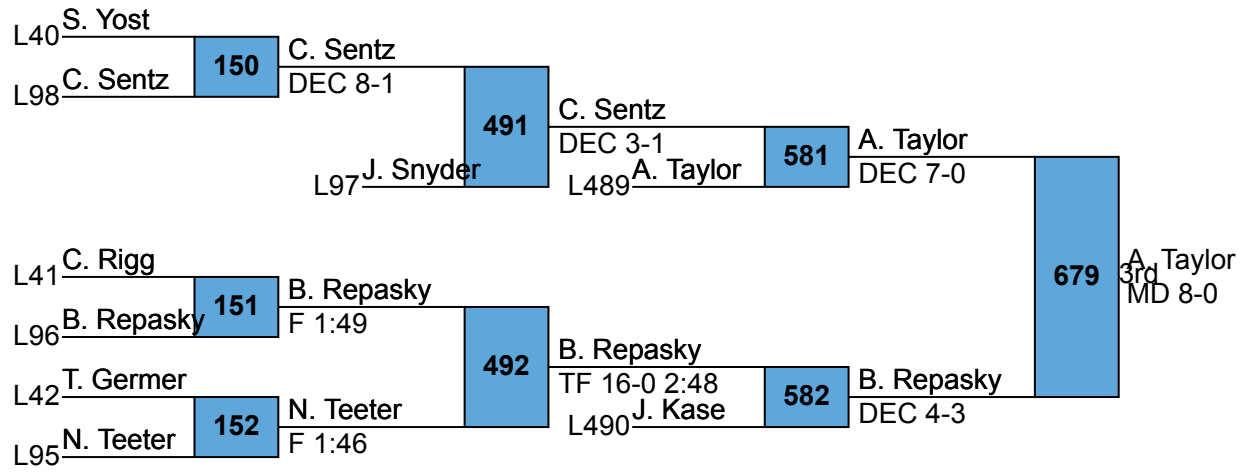 S. Yost
L40
150
C. Sentz
DEC 8-1
C. Sentz
L98
491
C. Sentz
DEC 3-1
J. Snyder
L97
581
A. Taylor
DEC 7-0
A. Taylor
L489
C. Rigg
L41
151
B. Repasky
F 1:49
B. Repasky
L96
492
B. Repasky
TF 16-0 2:48
T. Germer
L42
152
N. Teeter
F 1:46
N. Teeter
L95
J. Kase
L490
582
B. Repasky
DEC 4-3
679
3rd
A. Taylor
MD 8-0